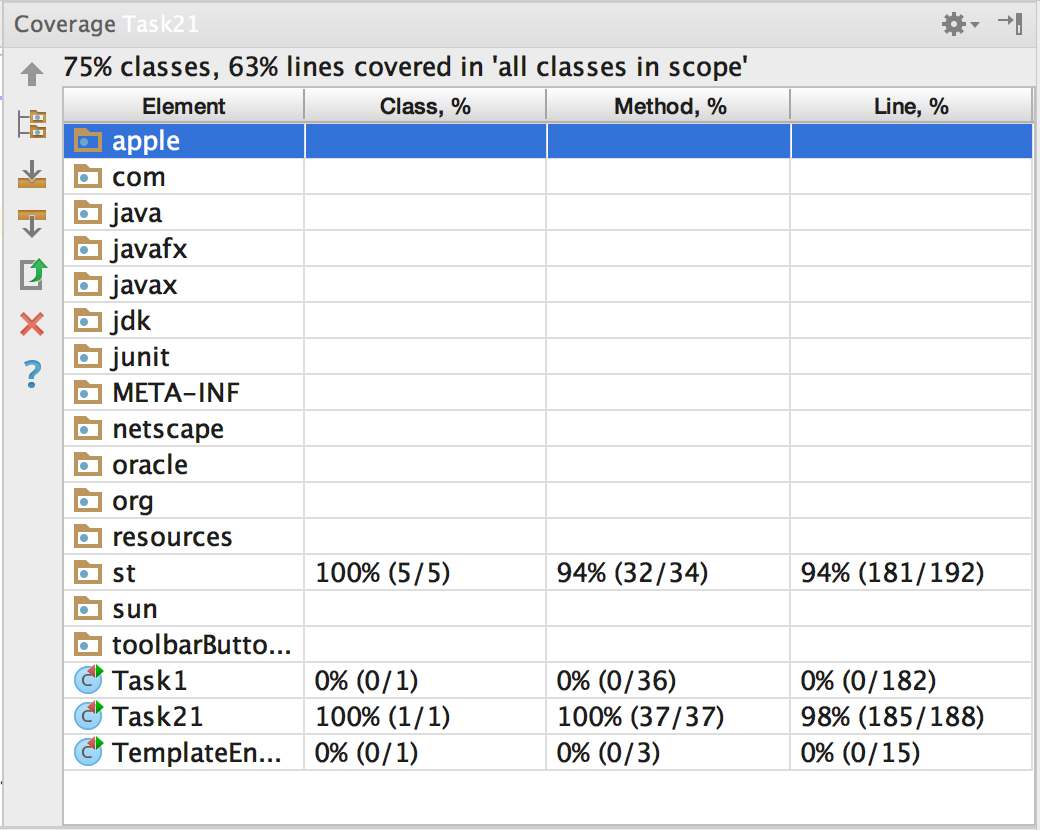 Coverage Task21
75% classes, 63% lines covered in 'all classes in scope'
Element Class, % Method, % Line, %
apple
com
java
javafx
javax
jdk
junit
META-INF
netscape
oracle
org
resources
st 100% (5/5) 94% (32/34) 94% (181/192)
sun
toolbarButto...
C Task1 0% (0/1) 0% (0/36) 0% (0/182)
C Task21 100% (1/1) 100% (37/37) 98% (185/188)
C TemplateEn... 0% (0/1) 0% (0/3) 0% (0/15)